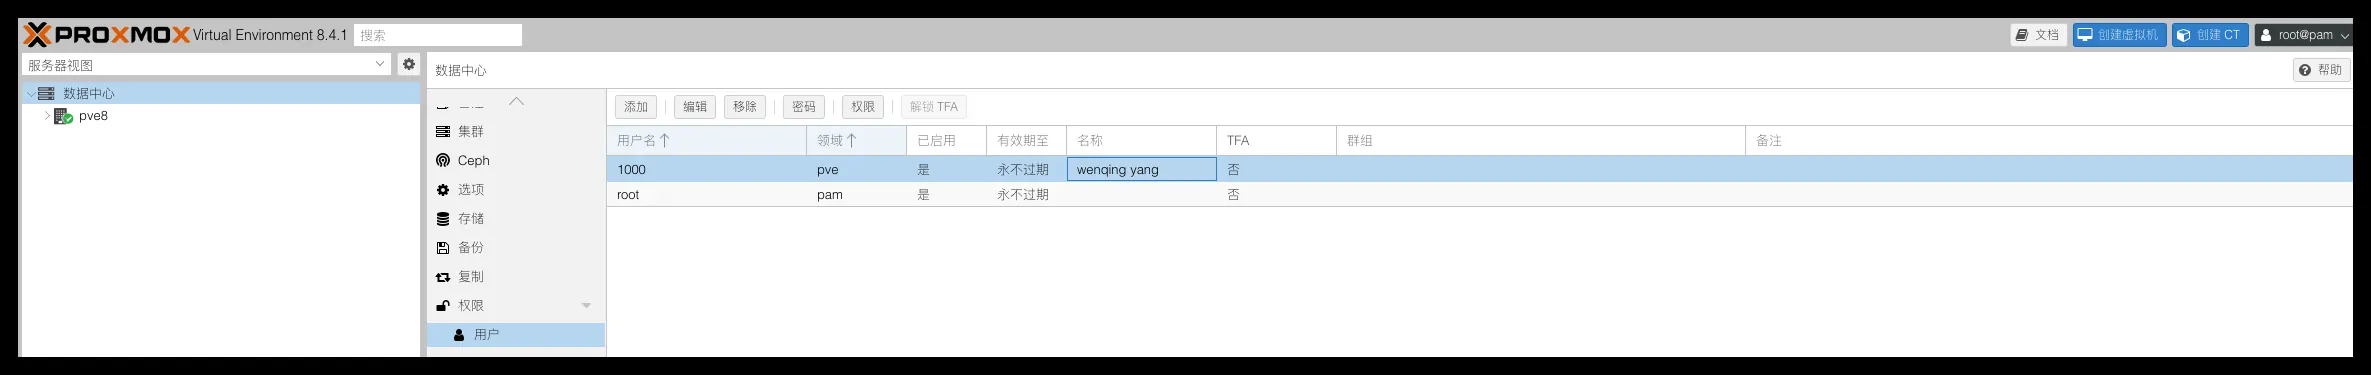 PROXMOX Virtual Environment 8.4.1 搜索 文档 创建虚拟机 创建 CT root@pam
服务器视图
数据中心
pve8
数据中心 帮助
集群
Ceph
选项
存储
备份
复制
权限
用户
添加 编辑 移除 密码 权限 解锁 TFA
用户名 领域 已启用 有效期至 名称 TFA 群组 备注
1000 pve 是 永不过期 wenqing yang 否
root pam 是 永不过期 否